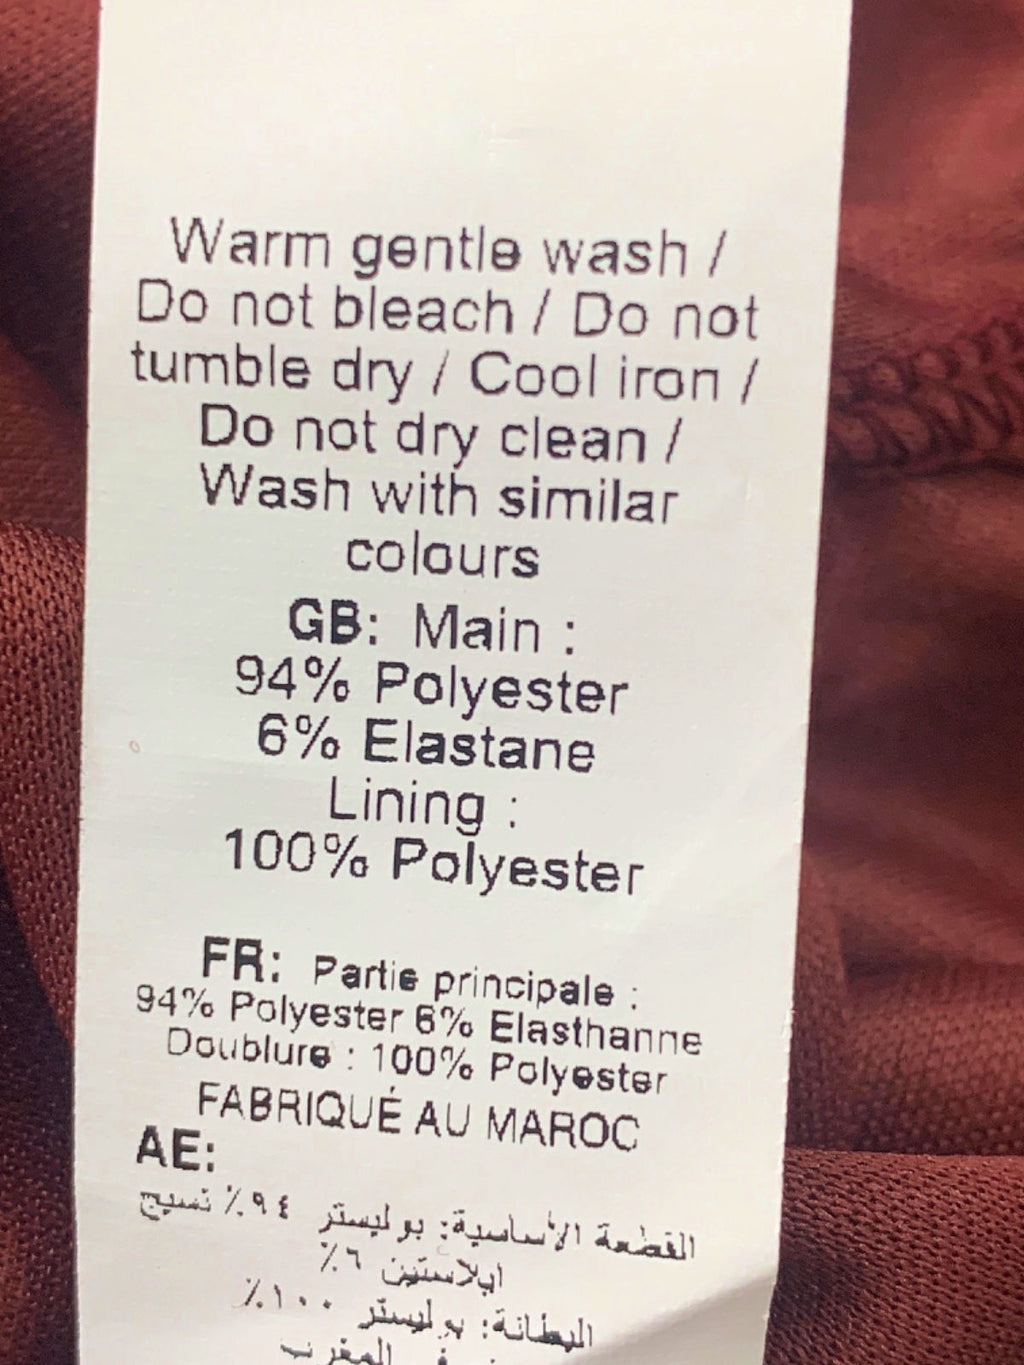 Warm gentle wash /
Do not bleach / Do not
tumble dry / Cool iron /
Do not dry clean /
Wash with similar
colours
GB: Main :
94% Polyester
6% Elastane
Lining :
100% Polyester
FR: Partie principale :
94% Polyester 6% Elasthanne
Doublure : 100% Polyester
FABRIQUÉ AU MAROC
AE:
القطعة الأساسية: بوليستر ٩٤٪ نسيج
ايلاستين ٦٪
البطانة: بوليستر ١٠٠٪
المغرب